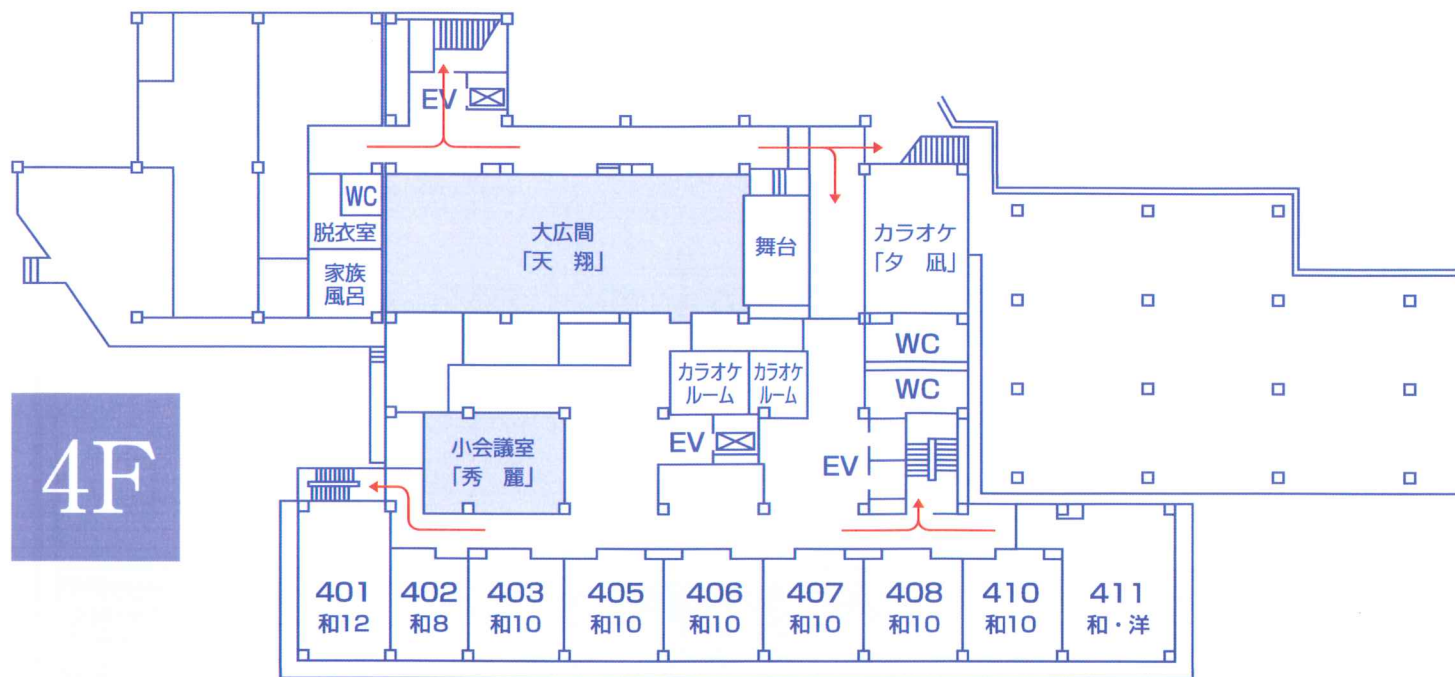 EV
WC
脱衣室
家族
風呂
大広間
「天　翔」
舞台
カラオケ
「夕　凪」
WC
WC
カラオケ
ルーム
カラオケ
ルーム
4F
小会議室
「秀　麗」
EV
EV
401
和12
402
和8
403
和10
405
和10
406
和10
407
和10
408
和10
410
和10
411
和・洋